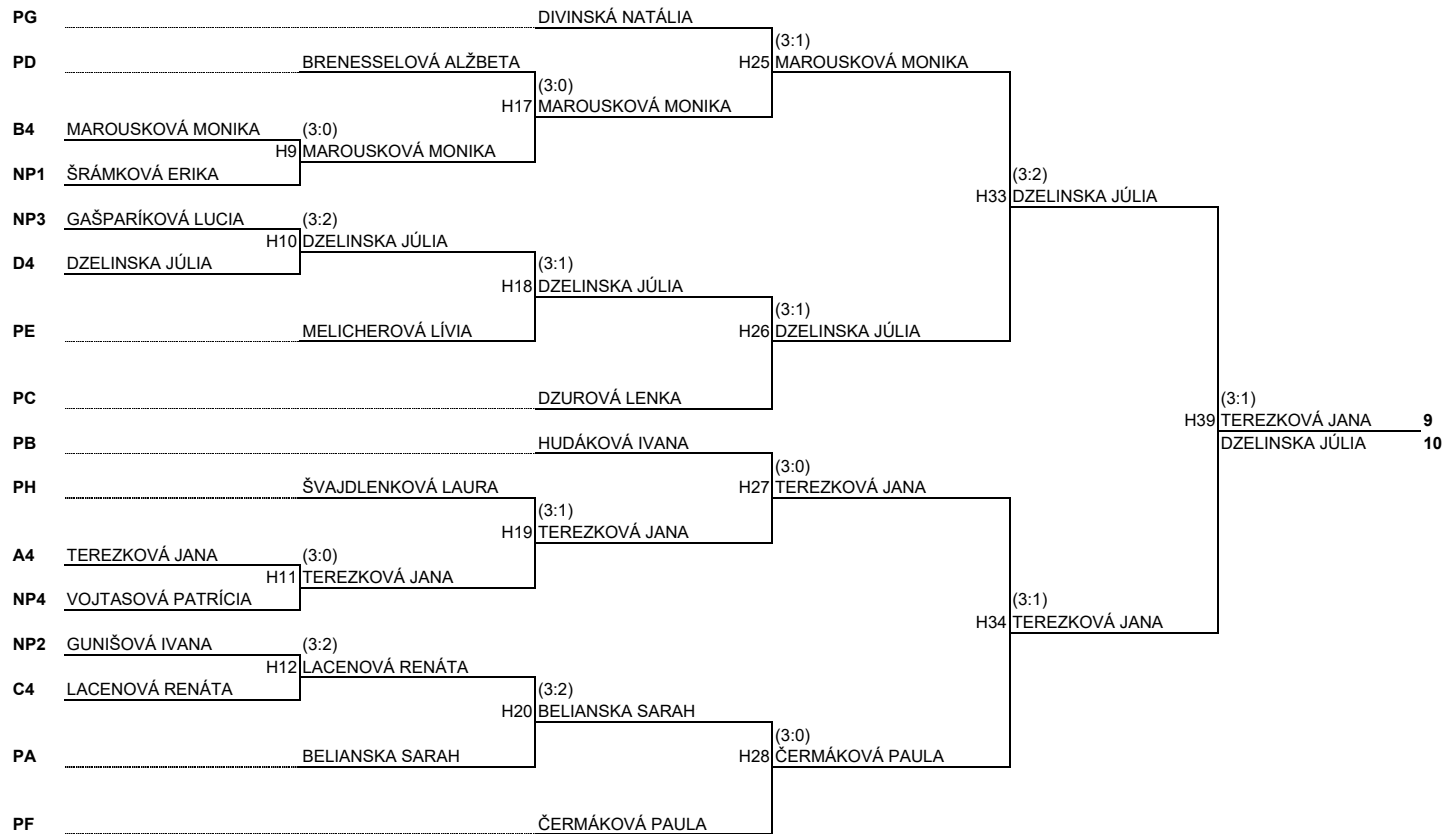 PG DIVINSKÁ NATÁLIA
(3:1)
PD BRENESSELOVÁ ALŽBETA H25 MAROUSKOVÁ MONIKA
(3:0)
H17 MAROUSKOVÁ MONIKA
B4 MAROUSKOVÁ MONIKA (3:0)
H9 MAROUSKOVÁ MONIKA
NP1 ŠRÁMKOVÁ ERIKA (3:2)
H33 DZELINSKA JÚLIA
NP3 GAŠPARÍKOVÁ LUCIA (3:2)
H10 DZELINSKA JÚLIA
D4 DZELINSKA JÚLIA (3:1)
H18 DZELINSKA JÚLIA
(3:1)
PE MELICHEROVÁ LÍVIA H26 DZELINSKA JÚLIA
PC DZUROVÁ LENKA (3:1)
H39 TEREZKOVÁ JANA 9
PB HUDÁKOVÁ IVANA DZELINSKA JÚLIA 10
(3:0)
PH ŠVAJDLENKOVÁ LAURA H27 TEREZKOVÁ JANA
(3:1)
H19 TEREZKOVÁ JANA
A4 TEREZKOVÁ JANA (3:0)
H11 TEREZKOVÁ JANA
NP4 VOJTASOVÁ PATRÍCIA (3:1)
H34 TEREZKOVÁ JANA
NP2 GUNIŠOVÁ IVANA (3:2)
H12 LACENOVÁ RENÁTA
C4 LACENOVÁ RENÁTA (3:2)
H20 BELIANSKA SARAH
(3:0)
PA BELIANSKA SARAH H28 ČERMÁKOVÁ PAULA
PF ČERMÁKOVÁ PAULA